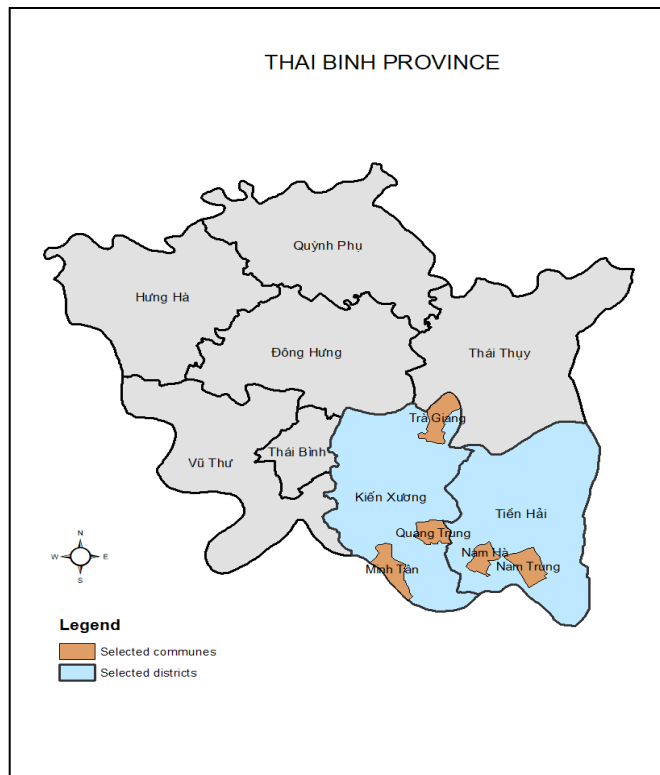 THAI BINH PROVINCE
Quỳnh Phụ
Hưng Hà
Đông Hưng
Thái Thụy
Trà Giang
Vũ Thư
Thái Bình
Kiến Xương
Tiền Hải
Quang Trung
Nam Hà
Minh Tân
Nam Trung
N
W
E
S
Legend
Selected communes
Selected districts